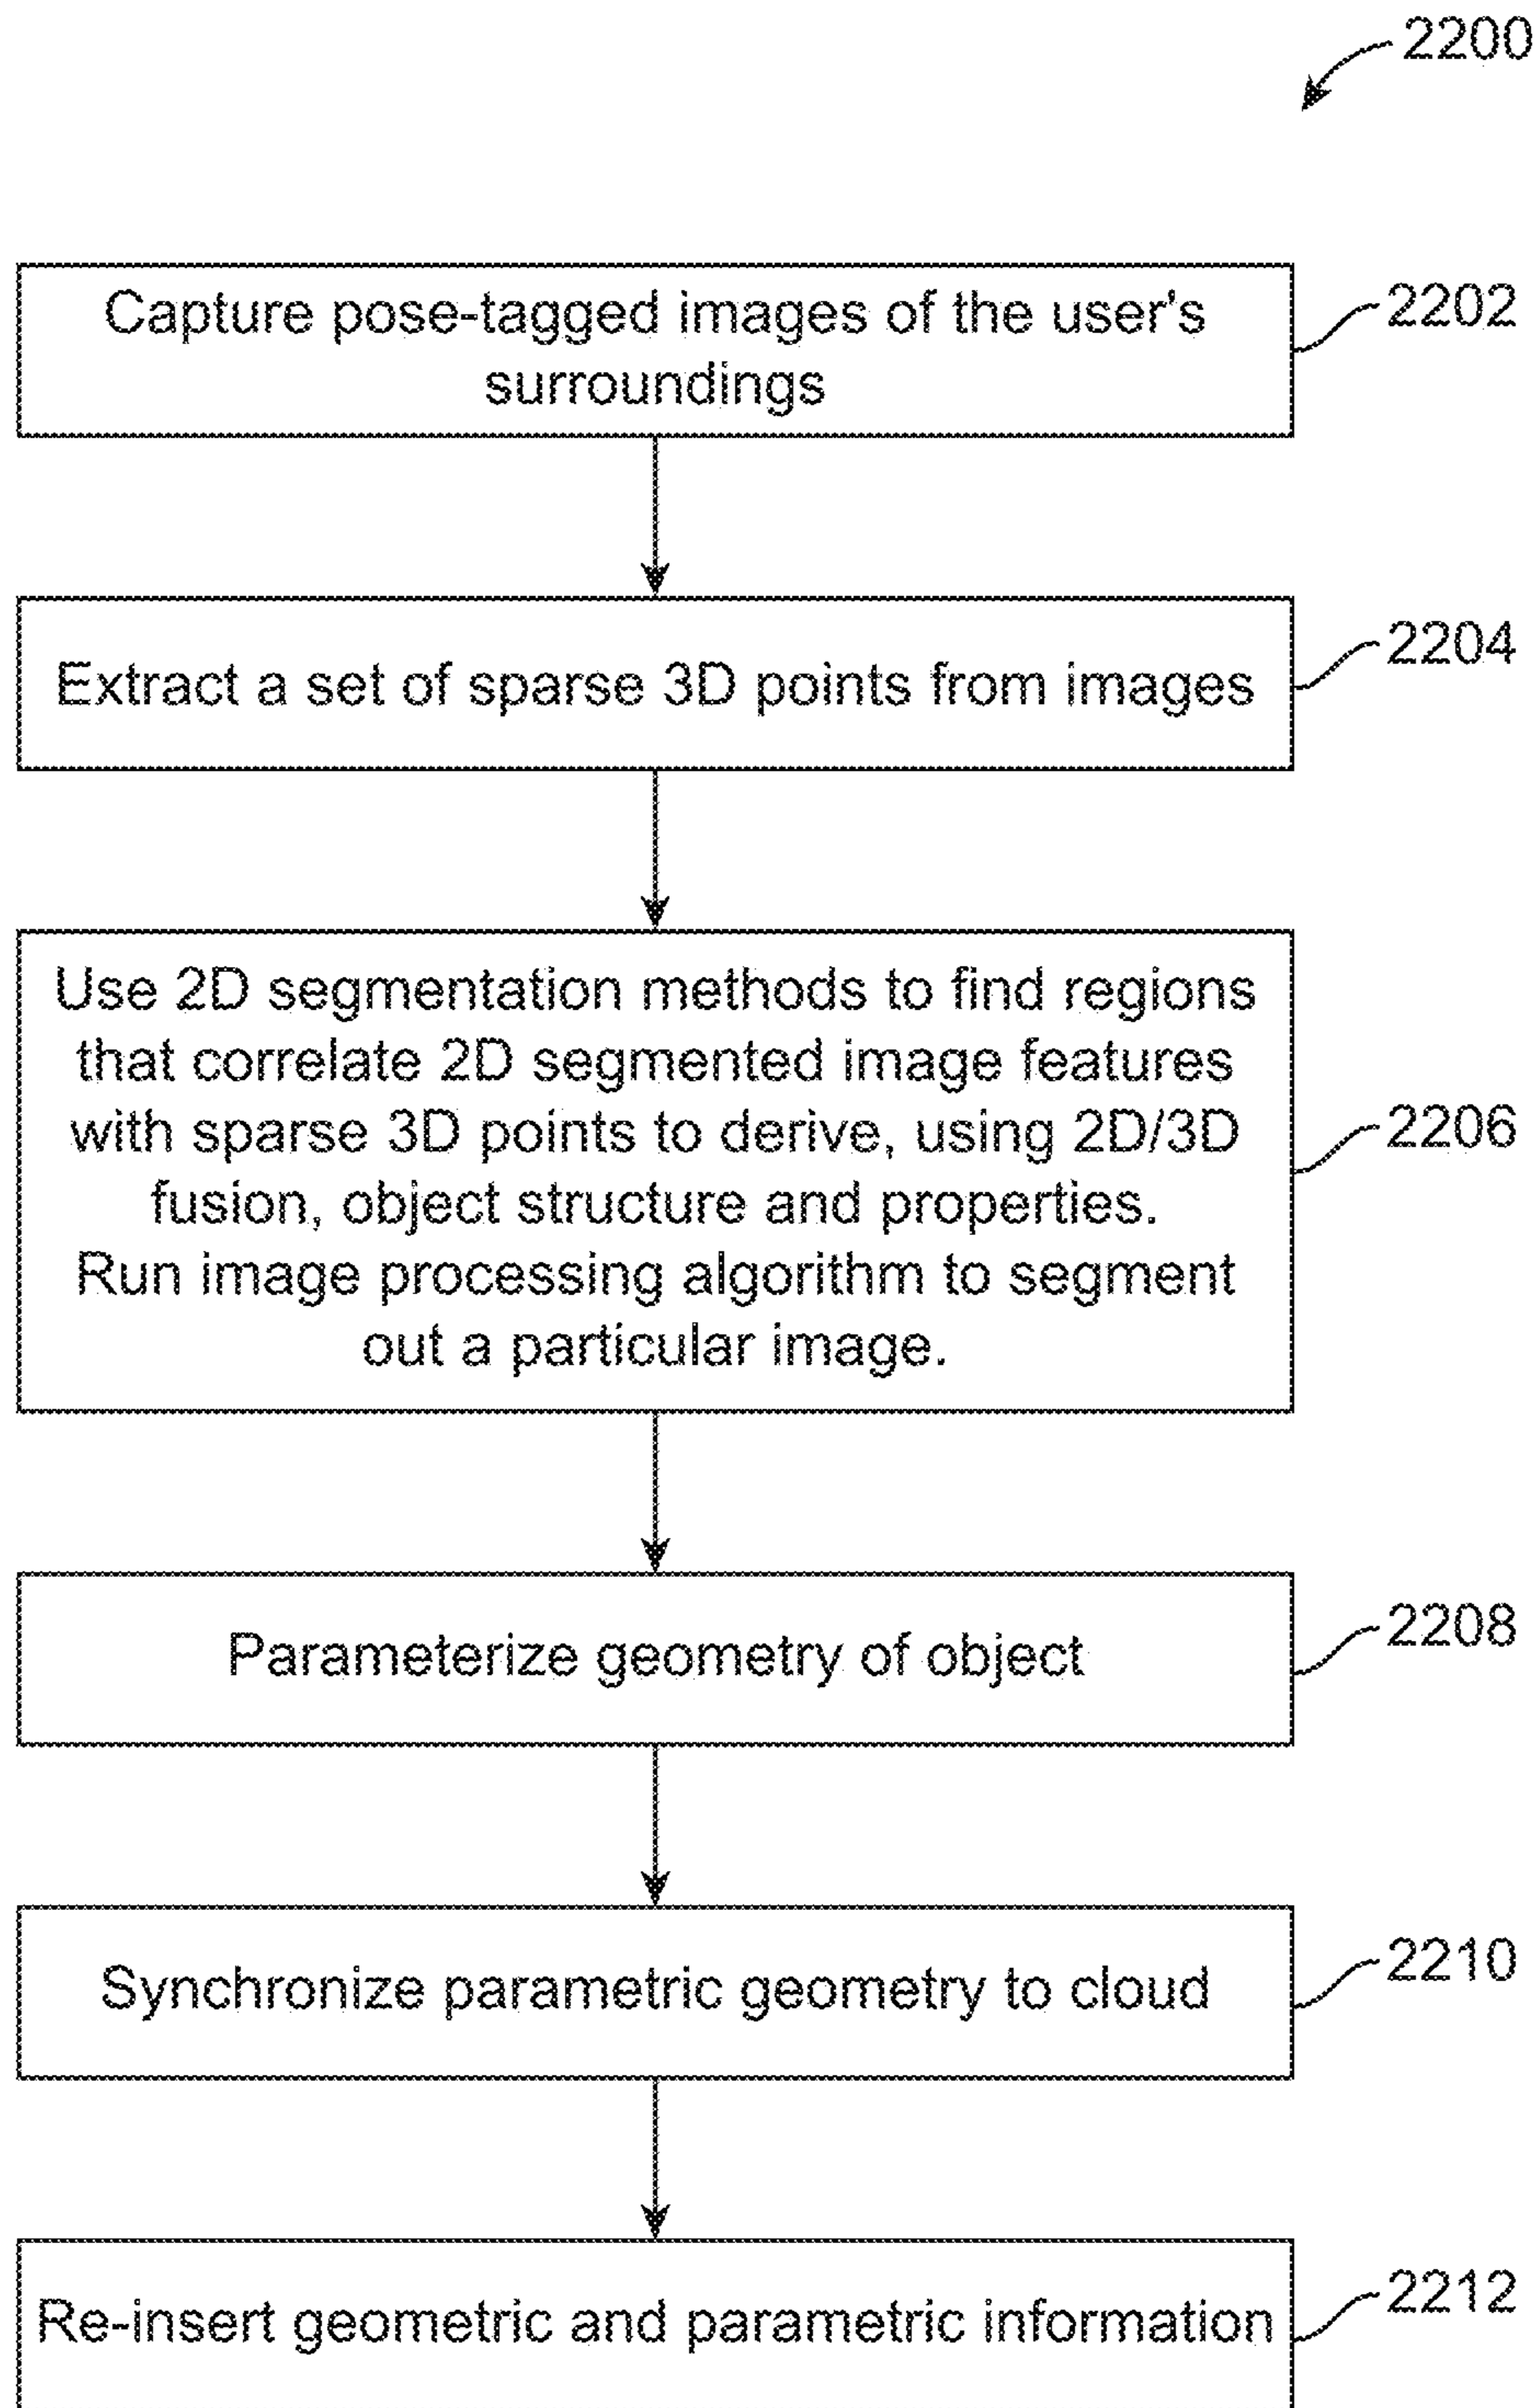 2200
Capture pose-tagged images of the user's
surroundings
2202
Extract a set of sparse 3D points from images
2204
Use 2D segmentation methods to find regions
that correlate 2D segmented image features
with sparse 3D points to derive, using 2D/3D
fusion, object structure and properties.
Run image processing algorithm to segment
out a particular image.
2206
Parameterize geometry of object
2208
Synchronize parametric geometry to cloud
2210
Re-insert geometric and parametric information
2212